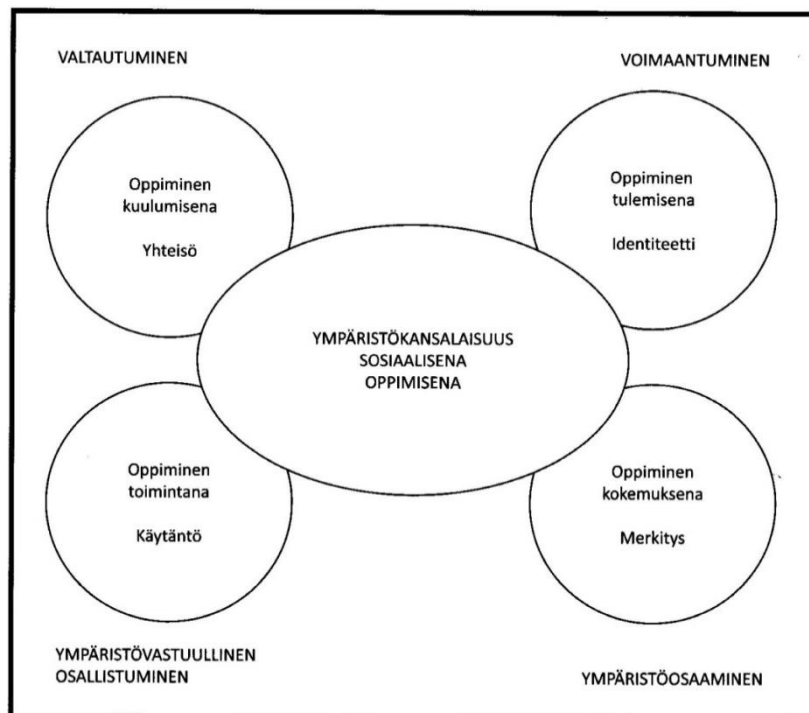 VALTAUTUMINEN
VOIMAANTUMINEN
Oppiminen
kuulumisena
Yhteisö
Oppiminen
tulemisena
Identiteetti
YMPÄRISTÖKANSALAISUUS
SOSIAALISENA
OPPIMISENA
Oppiminen
toimintana
Käytäntö
Oppiminen
kokemuksena
Merkitys
YMPÄRISTÖVASTUULLINEN
OSALLISTUMINEN
YMPÄRISTÖOSAAMINEN